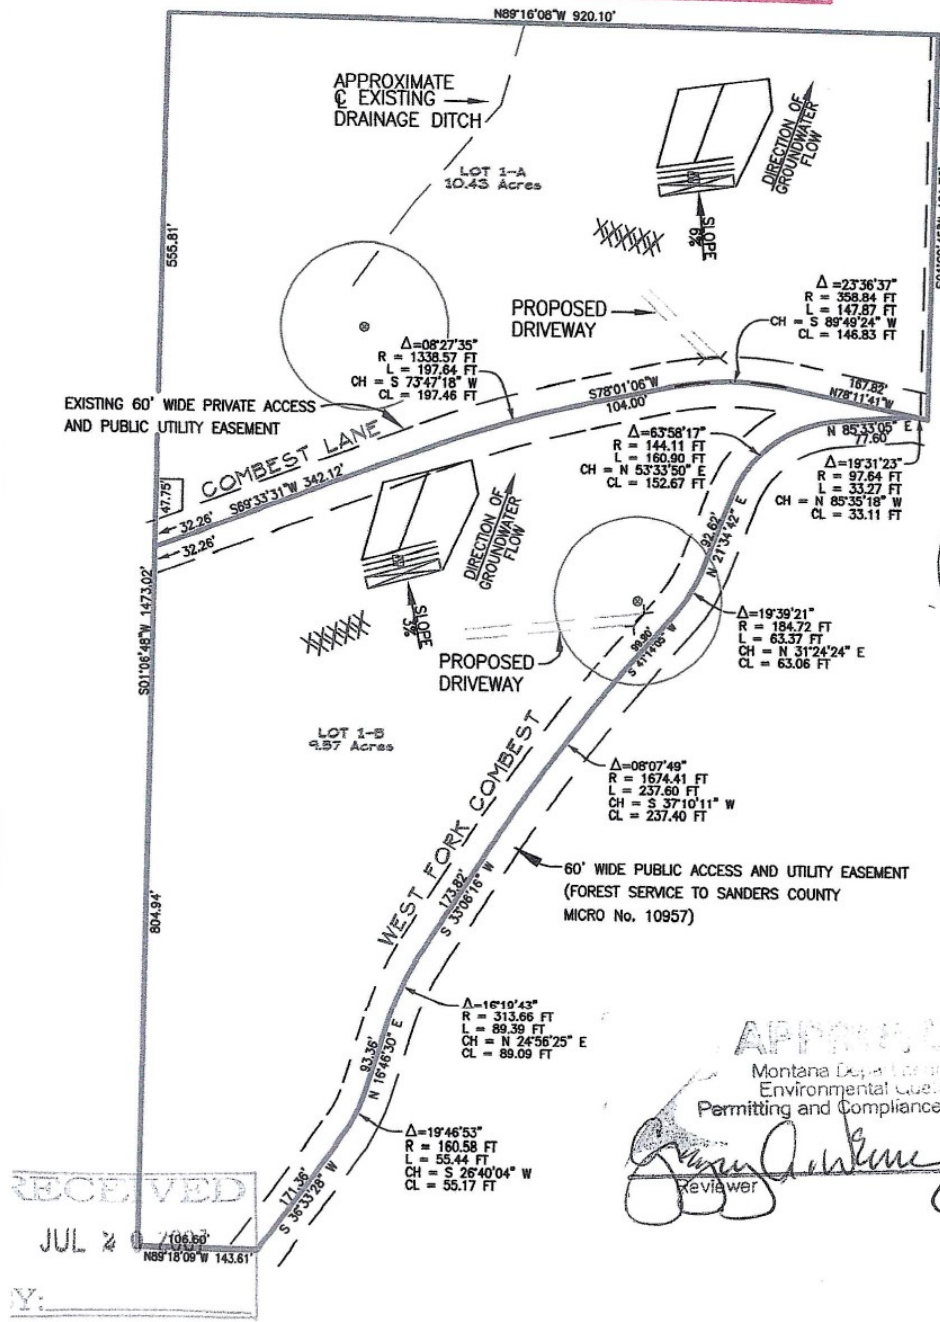 N89°16'08"W 920.10'
APPROXIMATE
℄ EXISTING
DRAINAGE DITCH
LOT 1-A
10.43 Acres
DIRECTION OF
GROUNDWATER
FLOW
SLOPE
555.81'
PROPOSED
DRIVEWAY
Δ=23°36'37"
R = 358.84 FT
L = 147.87 FT
CH = S 89°49'24" W
CL = 146.83 FT
Δ=08°27'35"
R = 1338.57 FT
L = 197.64 FT
CH = S 73°47'18" W
CL = 197.46 FT
EXISTING 60' WIDE PRIVATE ACCESS
AND PUBLIC UTILITY EASEMENT
S78°01'06"W
104.00'
167.82'
N78°11'41"W
COMBEST LANE
S69°33'31"W 342.12'
47.75'
32.26'
32.26'
N 85°33'05" E
77.60'
Δ=63°58'17"
R = 144.11 FT
L = 160.90 FT
CH = N 53°33'50" E
CL = 152.67 FT
Δ=19°31'23"
R = 97.64 FT
L = 33.27 FT
CH = N 85°35'18" W
CL = 33.11 FT
DIRECTION OF
GROUNDWATER
FLOW
SLOPE
92.62'
N 21°34'42" E
S01°06'48"W 1473.02'
Δ=19°39'21"
R = 184.72 FT
L = 63.37 FT
CH = N 31°24'24" E
CL = 63.06 FT
99.90'
S 41°14'05" W
PROPOSED
DRIVEWAY
LOT 1-B
9.57 Acres
Δ=08°07'49"
R = 1674.41 FT
L = 237.60 FT
CH = S 37°10'11" W
CL = 237.40 FT
WEST FORK COMBEST
173.82'
S 33°06'16" W
60' WIDE PUBLIC ACCESS AND UTILITY EASEMENT
(FOREST SERVICE TO SANDERS COUNTY
MICRO No. 10957)
804.94'
Δ=16°19'43"
R = 313.66 FT
L = 89.39 FT
CH = N 24°56'25" E
CL = 89.09 FT
93.36'
N 16°46'30" E
Δ=19°46'53"
R = 160.58 FT
L = 55.44 FT
CH = S 26°40'04" W
CL = 55.17 FT
171.36'
S 36°33'28" W
Montana
Environmental
Permitting and Compliance
Reviewer
RECEIVED
JUL
106.60'
N89°18'09"W 143.61'